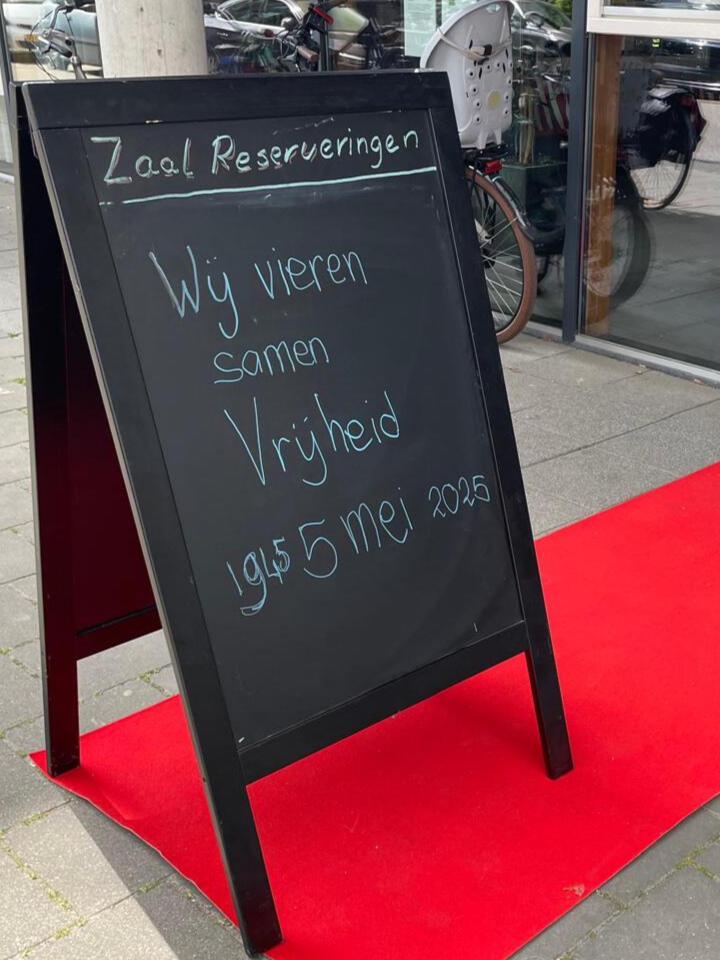 Zaal Reserveringen
Wij vieren
samen
Vrijheid
1945 5 mei 2025